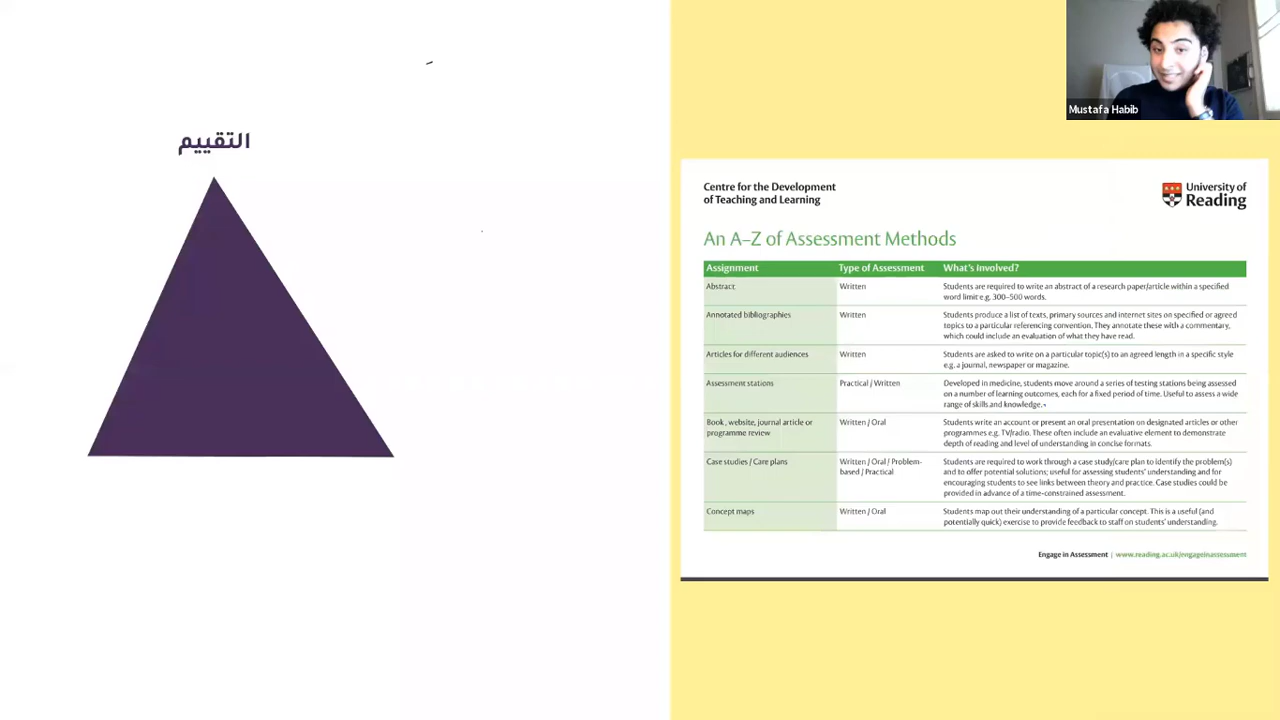 التقييم
Mustafa Habib
Centre for the Development
of Teaching and Learning
University of
Reading
An A–Z of Assessment Methods
Assignment Type of Assessment What's Involved?
Abstract Written Students are required to write an abstract of a research paper/article within a specified
word limit e.g. 300–500 words.
Annotated bibliographies Written Students produce a list of texts, primary sources and internet sites on specified or agreed
topics to a particular referencing convention. They annotate these with a commentary,
which could include an evaluation of what they have read.
Articles for different audiences Written Students are asked to write on a particular topic(s) to an agreed length in a specific style
e.g. a journal, newspaper or magazine.
Assessment stations Practical / Written Developed in medicine, students move around a series of testing stations being assessed
on a number of learning outcomes, each for a fixed period of time. Useful to assess a wide
range of skills and knowledge.
Book , website, journal article or Written / Oral Students write an account or present an oral presentation on designated articles or other
programme review programmes e.g. TV/radio. These often include an evaluative element to demonstrate
depth of reading and level of understanding in concise formats.
Case studies / Care plans Written / Oral / Problem- Students are required to work through a case study/care plan to identify the problem(s)
based / Practical and to offer potential solutions; useful for assessing students' understanding and for
encouraging students to see links between theory and practice. Case studies could be
provided in advance of a time-constrained assessment.
Concept maps Written / Oral Students map out their understanding of a particular concept. This is a useful (and
potentially quick) exercise to provide feedback to staff on students' understanding.
Engage in Assessment | www.reading.ac.uk/engageinassessment